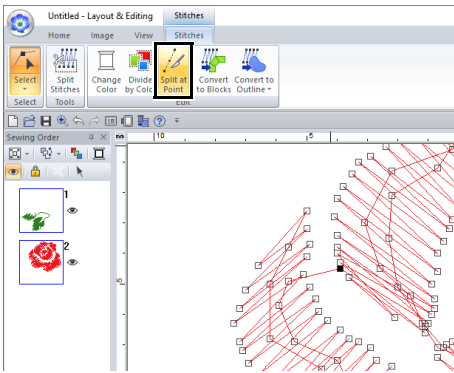 Untitled - Layout & Editing Stitches
Home Image View Stitches
Select Split Stitches Change Color Divide by Colo Split at Point Convert to Blocks Convert to Outline
Select Tools Edit
Sewing Order
10 5
1
2
5